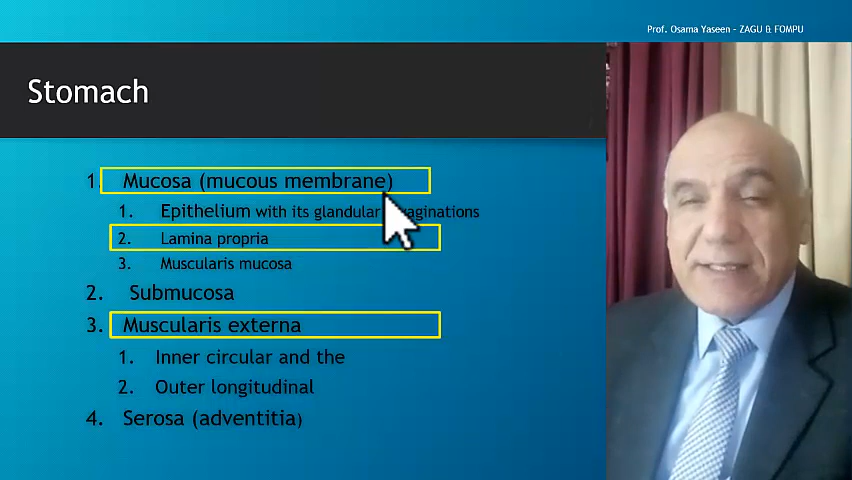 Prof. Osama Yaseen – ZAGU & FOMPU
Stomach
1. Mucosa (mucous membrane)
1. Epithelium with its glandular
2. Lamina propria
3. Muscularis mucosa
2. Submucosa
3. Muscularis externa
1. Inner circular and the
2. Outer longitudinal
4. Serosa (adventitia)